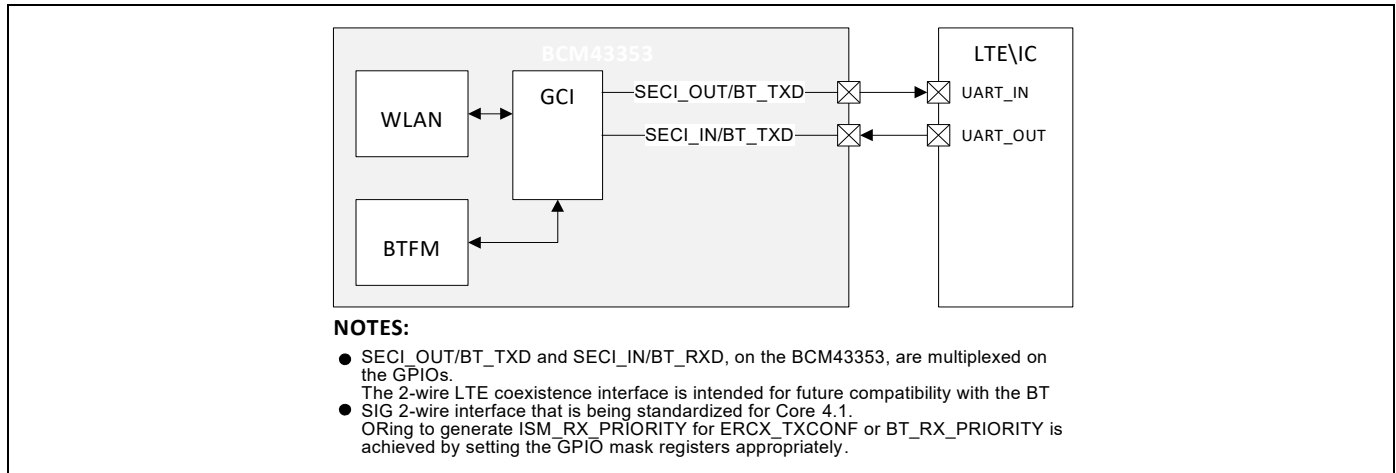 BCM43353
LTE\IC
GCI
SECI_OUT/BT_TXD
UART_IN
WLAN
SECI_IN/BT_TXD
UART_OUT
BTFM
NOTES:
● SECI_OUT/BT_TXD and SECI_IN/BT_RXD, on the BCM43353, are multiplexed on
the GPIOs.
The 2-wire LTE coexistence interface is intended for future compatibility with the BT
● SIG 2-wire interface that is being standardized for Core 4.1.
ORing to generate ISM_RX_PRIORITY for ERCX_TXCONF or BT_RX_PRIORITY is
achieved by setting the GPIO mask registers appropriately.